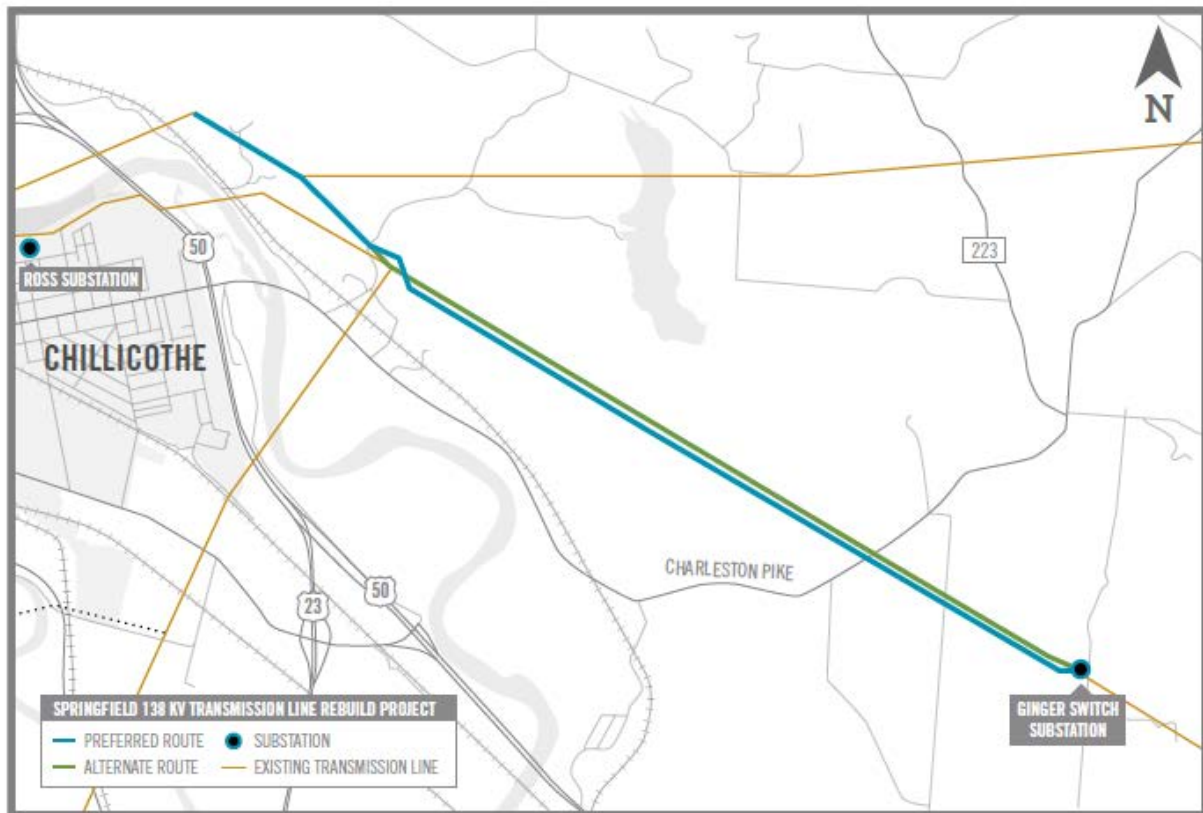 N
50
223
ROSS SUBSTATION
CHILLICOTHE
CHARLESTON PIKE
50
23
GINGER SWITCH
SUBSTATION
SPRINGFIELD 138 KV TRANSMISSION LINE REBUILD PROJECT
PREFERRED ROUTE
SUBSTATION
ALTERNATE ROUTE
EXISTING TRANSMISSION LINE